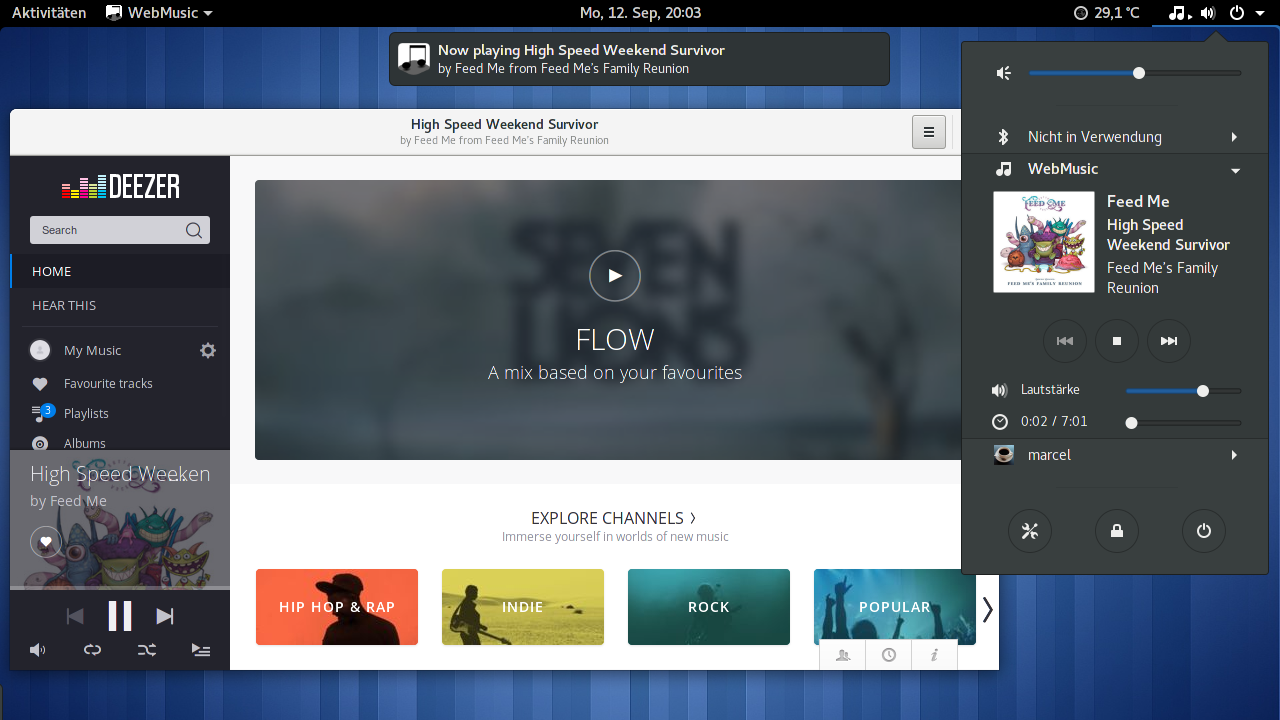 Aktivitäten
WebMusic
Mo, 12. Sep, 20:03
29,1 °C
Now playing High Speed Weekend Survivor
by Feed Me from Feed Me's Family Reunion
High Speed Weekend Survivor
by Feed Me from Feed Me's Family Reunion
DEEZER
Search
HOME
HEAR THIS
My Music
Favourite tracks
3
Playlists
Albums
High Speed Weeken...
by Feed Me
SEVEN
LIONS
FLOW
A mix based on your favourites
EXPLORE CHANNELS
Immerse yourself in worlds of new music
HIP HOP & RAP
INDIE
ROCK
POPULAR
Nicht in Verwendung
WebMusic
FEED ME
FEED ME'S FAMILY REUNION
Feed Me
High Speed
Weekend Survivor
Feed Me's Family
Reunion
Lautstärke
0:02 / 7:01
marcel